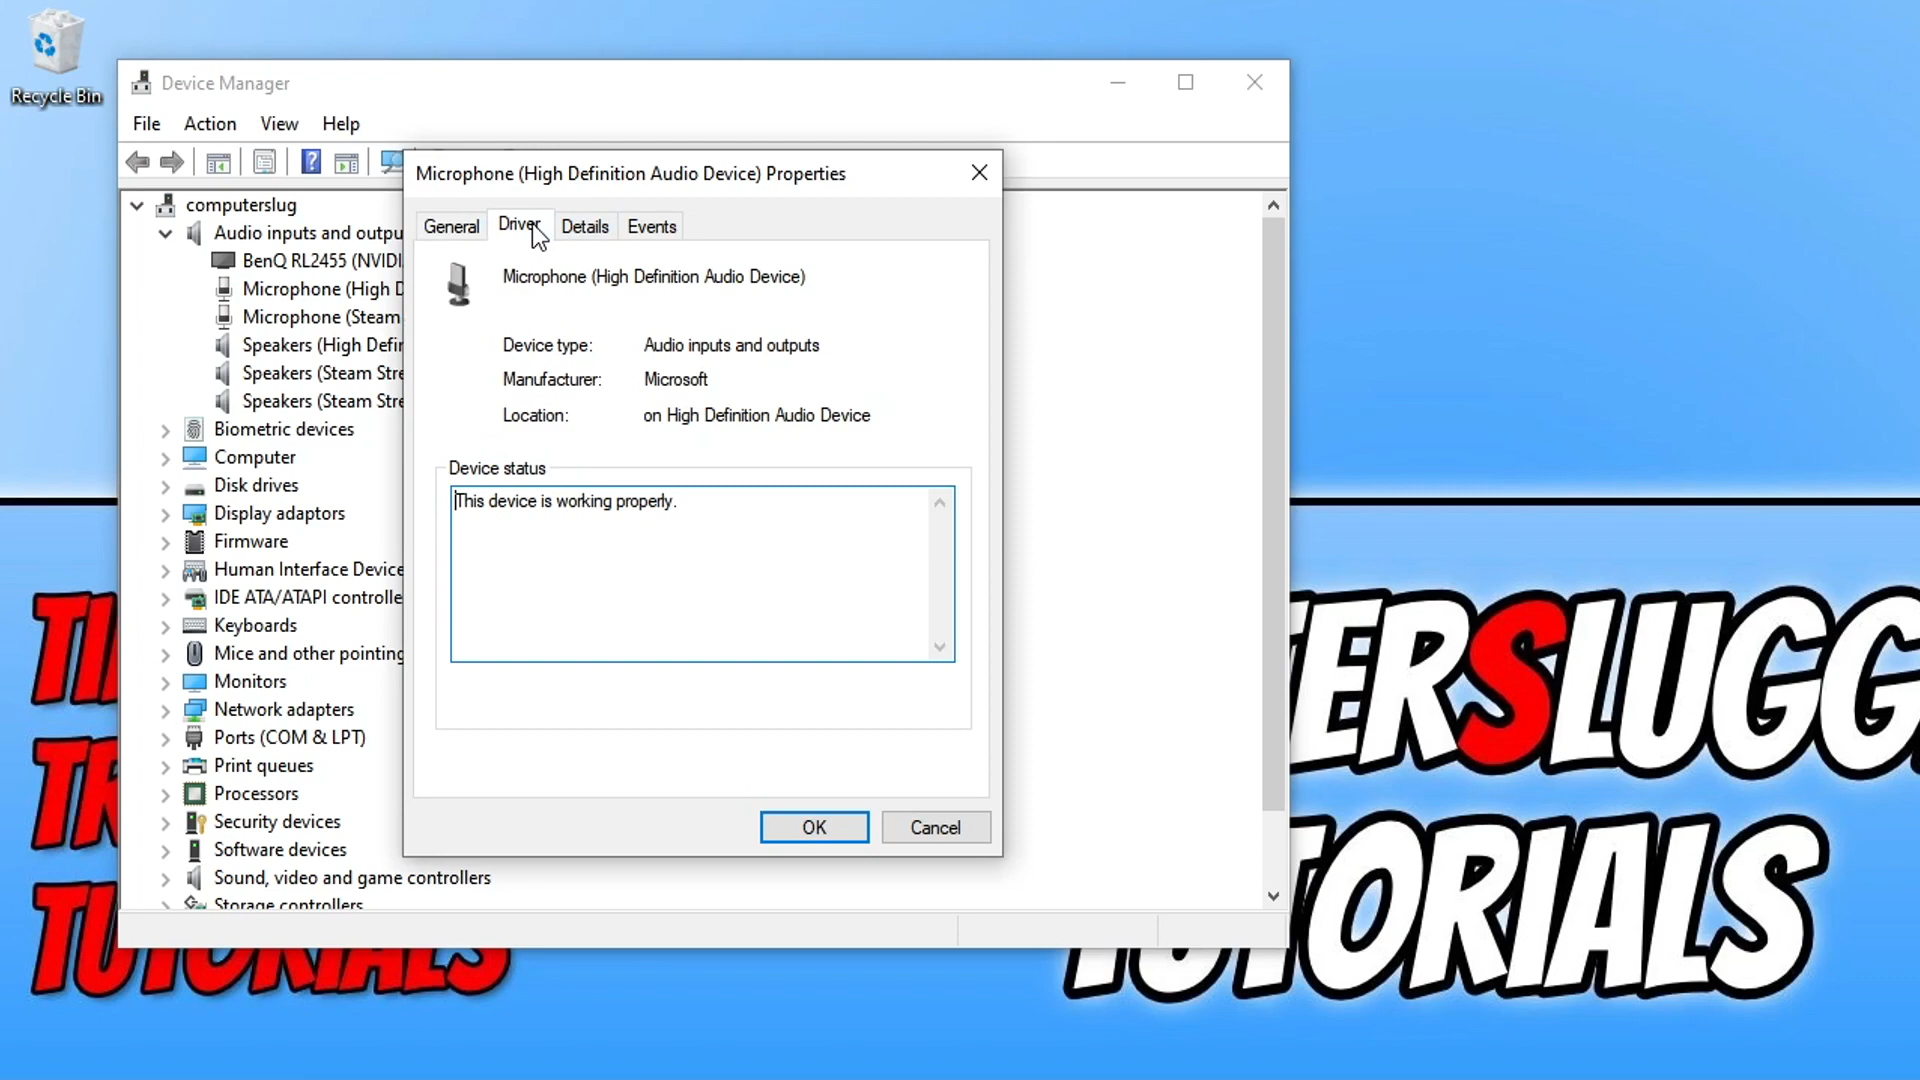 Recycle Bin
Device Manager
File Action View Help
Microphone (High Definition Audio Device) Properties
General Driver Details Events
computerslug
Audio inputs and outpu
BenQ RL2455 (NVIDI
Microphone (High D
Microphone (Steam
Speakers (High Defir
Speakers (Steam Stre
Speakers (Steam Stre
Biometric devices
Computer
Disk drives
Display adaptors
Firmware
Human Interface Device
IDE ATA/ATAPI controlle
Keyboards
Mice and other pointing
Monitors
Network adapters
Ports (COM & LPT)
Print queues
Processors
Security devices
Software devices
Sound, video and game controllers
Storage controllers
Microphone (High Definition Audio Device)
Device type: Audio inputs and outputs
Manufacturer: Microsoft
Location: on High Definition Audio Device
Device status
This device is working properly.
OK Cancel
TUTORIALS
TERSLUGG
TUTORIALS